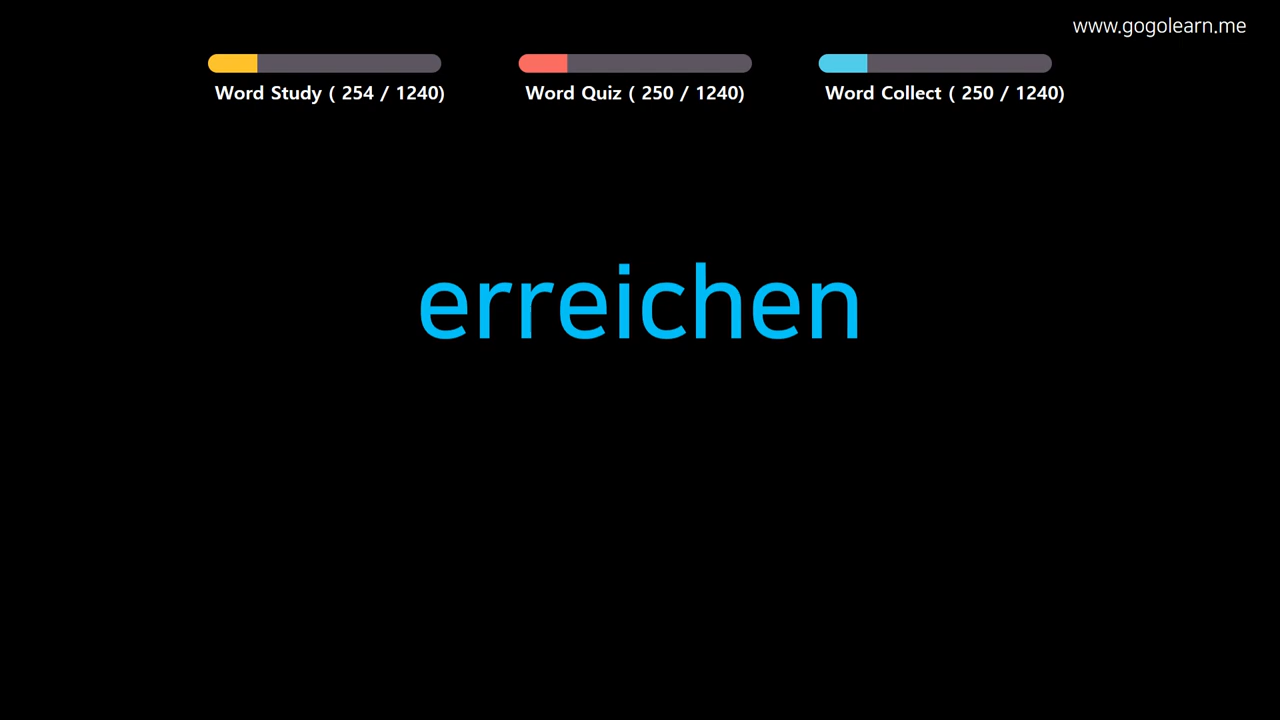 www.gogolearn.me
Word Study ( 254 / 1240)
Word Quiz ( 250 / 1240)
Word Collect ( 250 / 1240)
erreichen